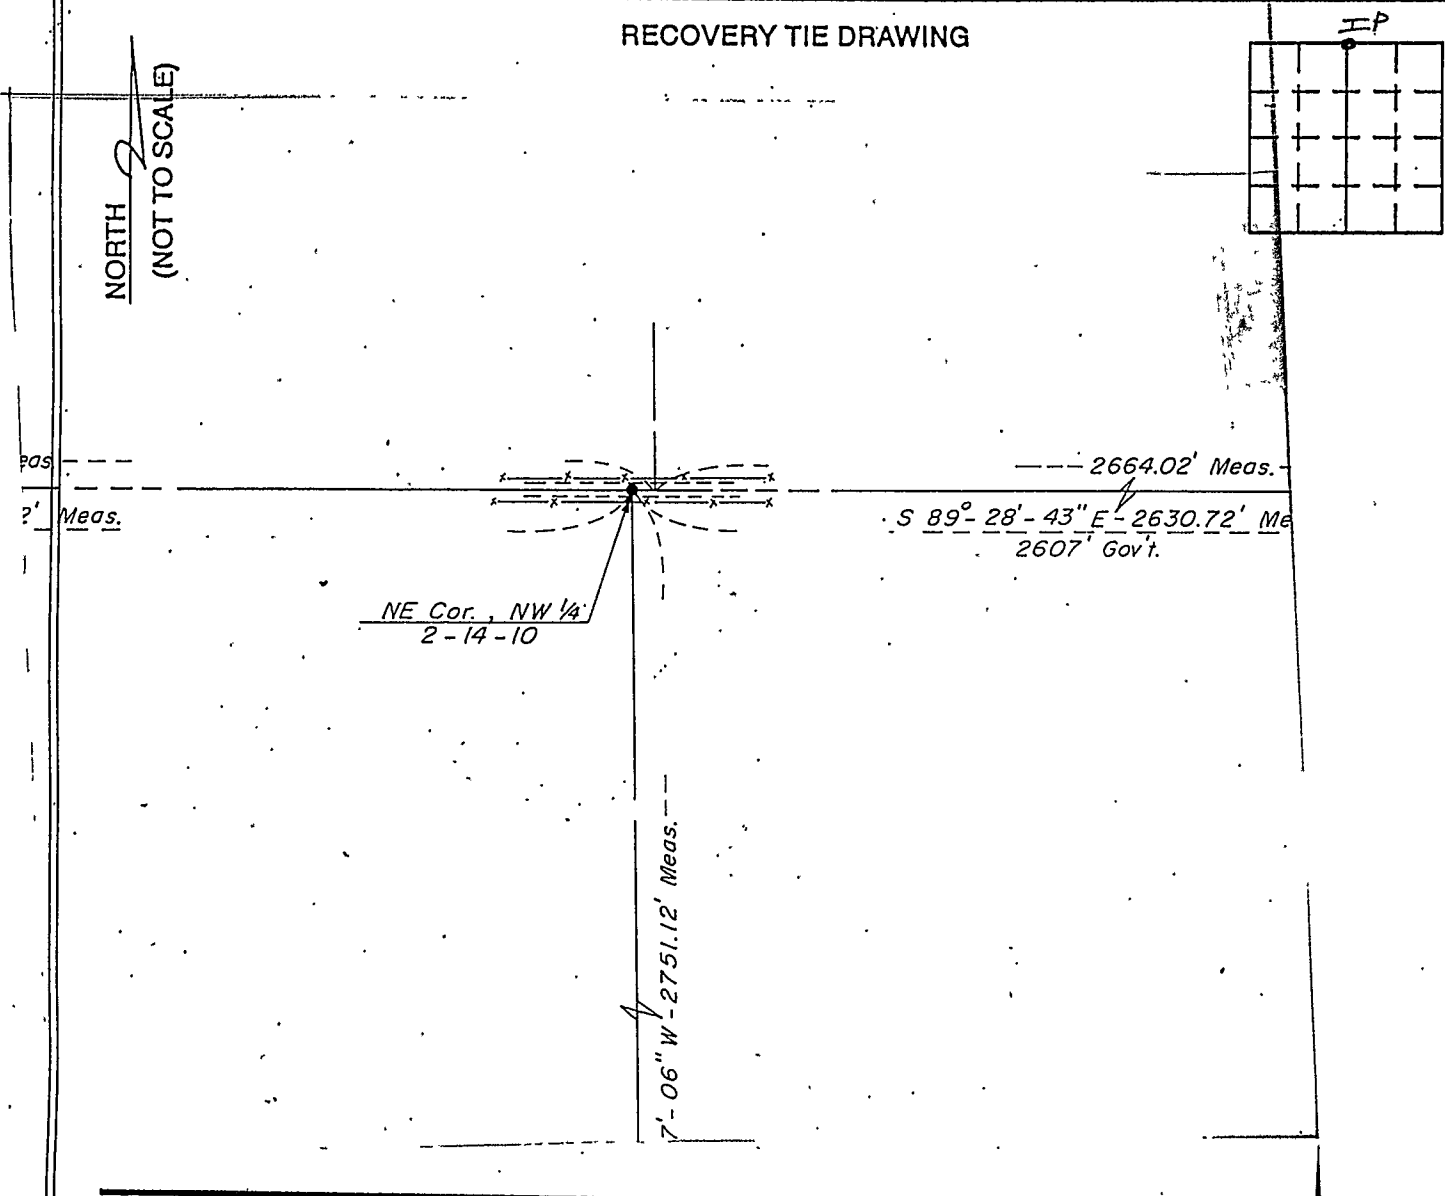 RECOVERY TIE DRAWING
IP
NORTH
(NOT TO SCALE)
2664.02' Meas.
Meas.
S 89°-28'-43" E-2630.72' Me
2607' Gov't.
NE Cor., NW 1/4
2-14-10
7'-06" W-2751.12' Meas.